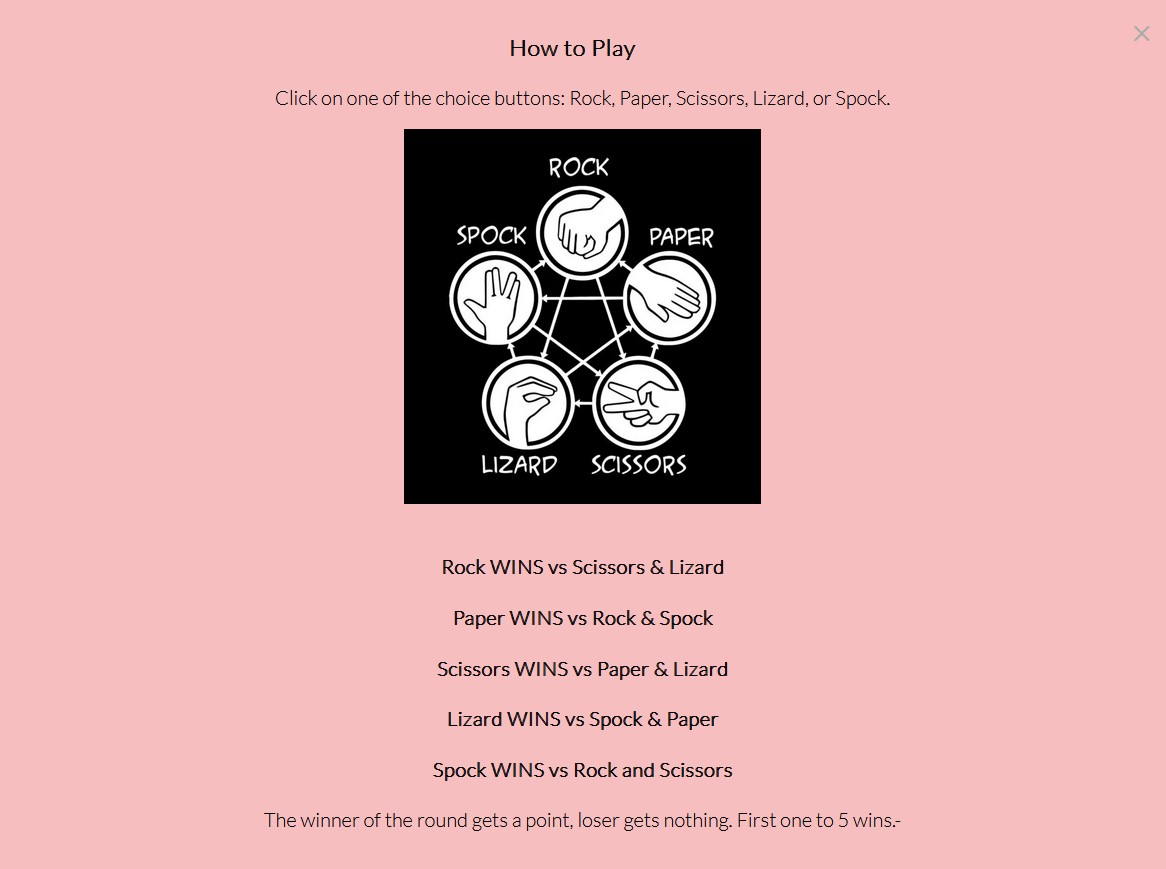 How to Play
Click on one of the choice buttons: Rock, Paper, Scissors, Lizard, or Spock.
ROCK
SPOCK
PAPER
LIZARD
SCISSORS
Rock WINS vs Scissors & Lizard
Paper WINS vs Rock & Spock
Scissors WINS vs Paper & Lizard
Lizard WINS vs Spock & Paper
Spock WINS vs Rock and Scissors
The winner of the round gets a point, loser gets nothing. First one to 5 wins.-